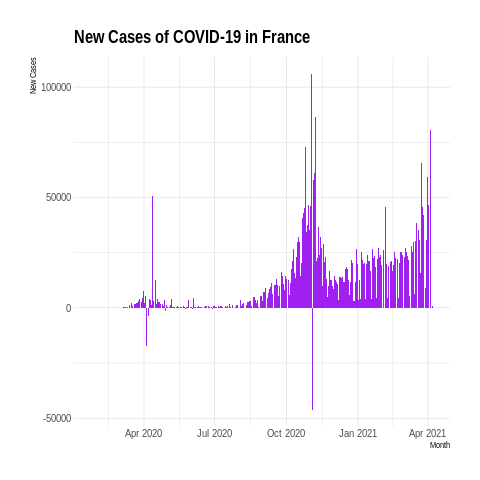 New Cases of COVID-19 in France
New Cases
100000
50000
0
-50000
Apr 2020 Jul 2020 Oct 2020 Jan 2021 Apr 2021
Month